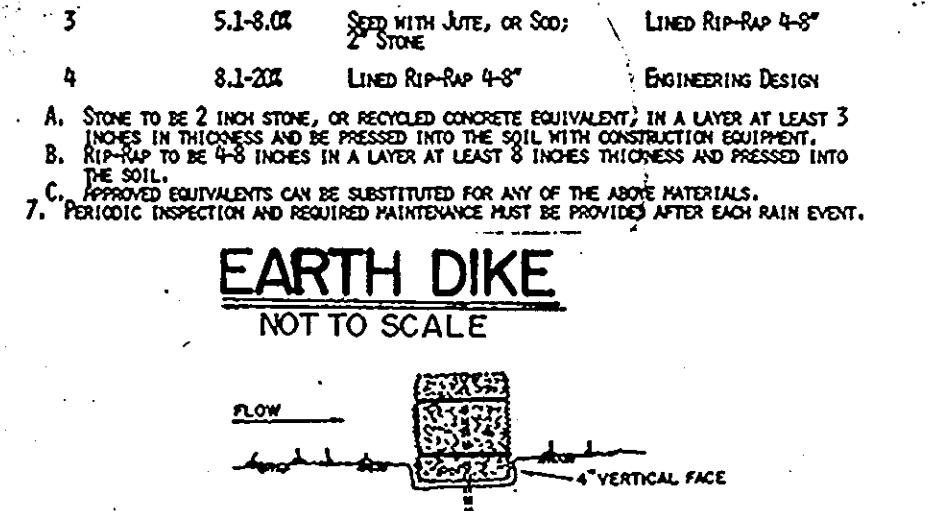 3 5.1-8.0% SEED WITH JUTE, OR SOD; LINED RIP-RAP 4-8"
2" STONE
4 8.1-20% LINED RIP-RAP 4-8" ENGINEERING DESIGN
A. STONE TO BE 2 INCH STONE, OR RECYCLED CONCRETE EQUIVALENT, IN A LAYER AT LEAST 3
INCHES IN THICKNESS AND BE PRESSED INTO THE SOIL WITH CONSTRUCTION EQUIPMENT.
B. RIP-RAP TO BE 4-8 INCHES IN A LAYER AT LEAST 8 INCHES THICKNESS AND PRESSED INTO
THE SOIL.
C. APPROVED EQUIVALENTS CAN BE SUBSTITUTED FOR ANY OF THE ABOVE MATERIALS.
7. PERIODIC INSPECTION AND REQUIRED MAINTENANCE MUST BE PROVIDED AFTER EACH RAIN EVENT.
EARTH DIKE
NOT TO SCALE
FLOW
4" VERTICAL FACE